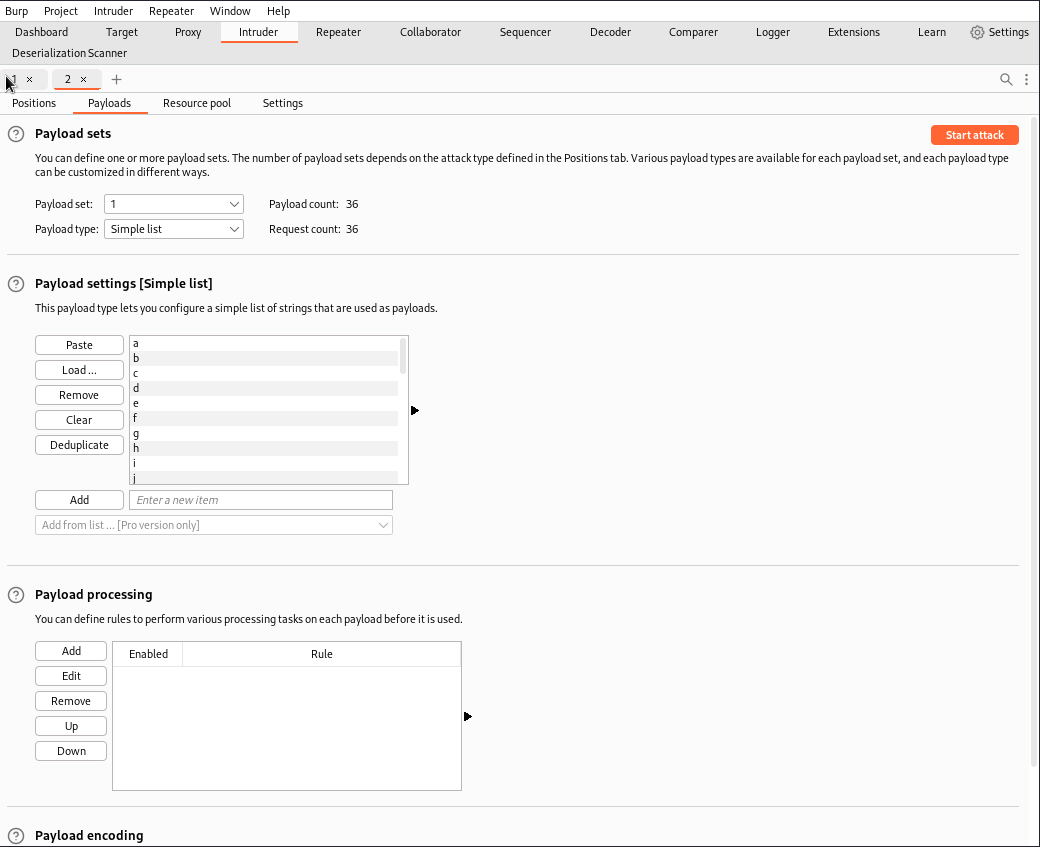 Burp Project Intruder Repeater Window Help
Dashboard Target Proxy Intruder Repeater Collaborator Sequencer Decoder Comparer Logger Extensions Learn Settings
Deserialization Scanner
1 × 2 × +
Positions Payloads Resource pool Settings
? Payload sets Start attack
You can define one or more payload sets. The number of payload sets depends on the attack type defined in the Positions tab. Various payload types are available for each payload set, and each payload type
can be customized in different ways.
Payload set: 1 Payload count: 36
Payload type: Simple list Request count: 36
? Payload settings [Simple list]
This payload type lets you configure a simple list of strings that are used as payloads.
Paste
Load ...
Remove
Clear
Deduplicate
a
b
c
d
e
f
g
h
i
j
Add Enter a new item
Add from list ... [Pro version only]
? Payload processing
You can define rules to perform various processing tasks on each payload before it is used.
Add
Edit
Remove
Up
Down
Enabled Rule
? Payload encoding